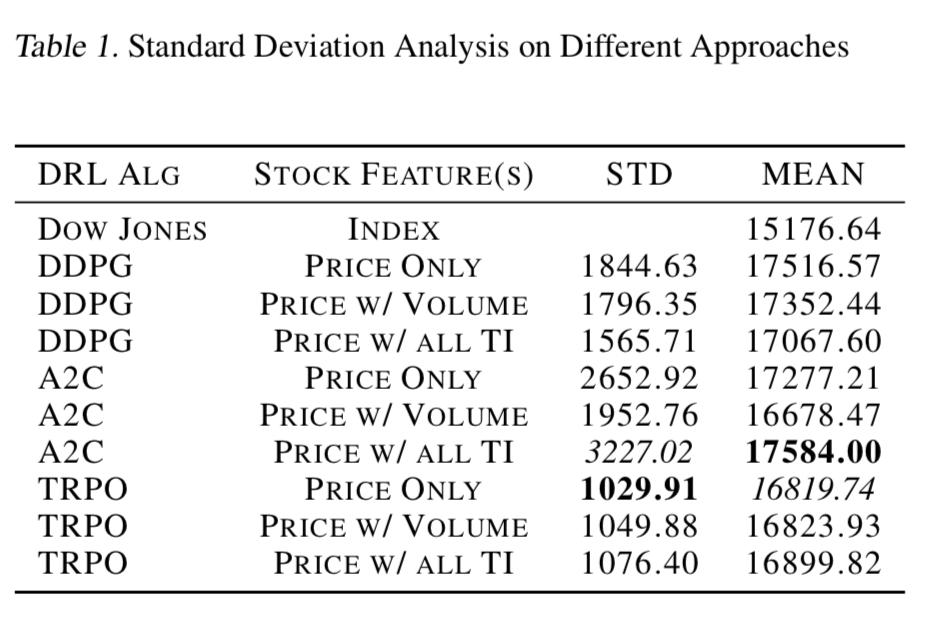 Table 1. Standard Deviation Analysis on Different Approaches
DRL ALG STOCK FEATURE(S) STD MEAN
DOW JONES INDEX 15176.64
DDPG PRICE ONLY 1844.63 17516.57
DDPG PRICE W/ VOLUME 1796.35 17352.44
DDPG PRICE W/ ALL TI 1565.71 17067.60
A2C PRICE ONLY 2652.92 17277.21
A2C PRICE W/ VOLUME 1952.76 16678.47
A2C PRICE W/ ALL TI 3227.02 17584.00
TRPO PRICE ONLY 1029.91 16819.74
TRPO PRICE W/ VOLUME 1049.88 16823.93
TRPO PRICE W/ ALL TI 1076.40 16899.82